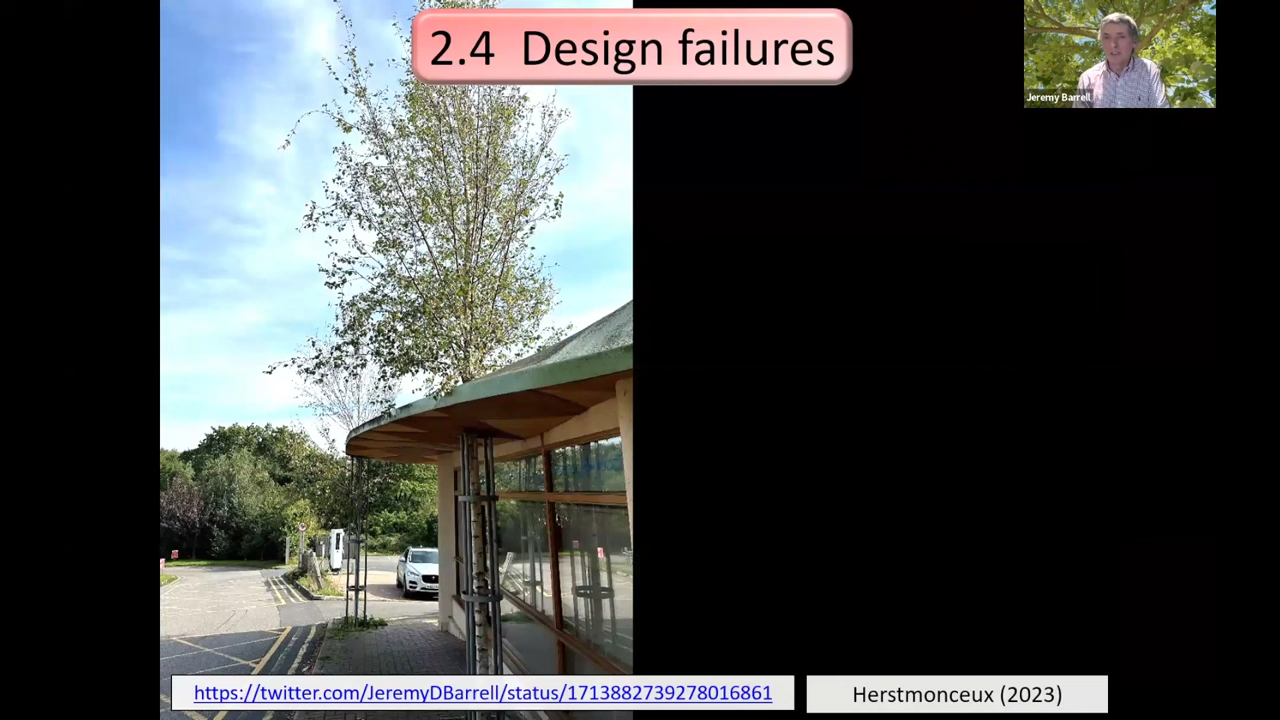 2.4 Design failures
Jeremy Barrell
https://twitter.com/JeremyDBarrell/status/1713882739278016861
Herstmonceux (2023)